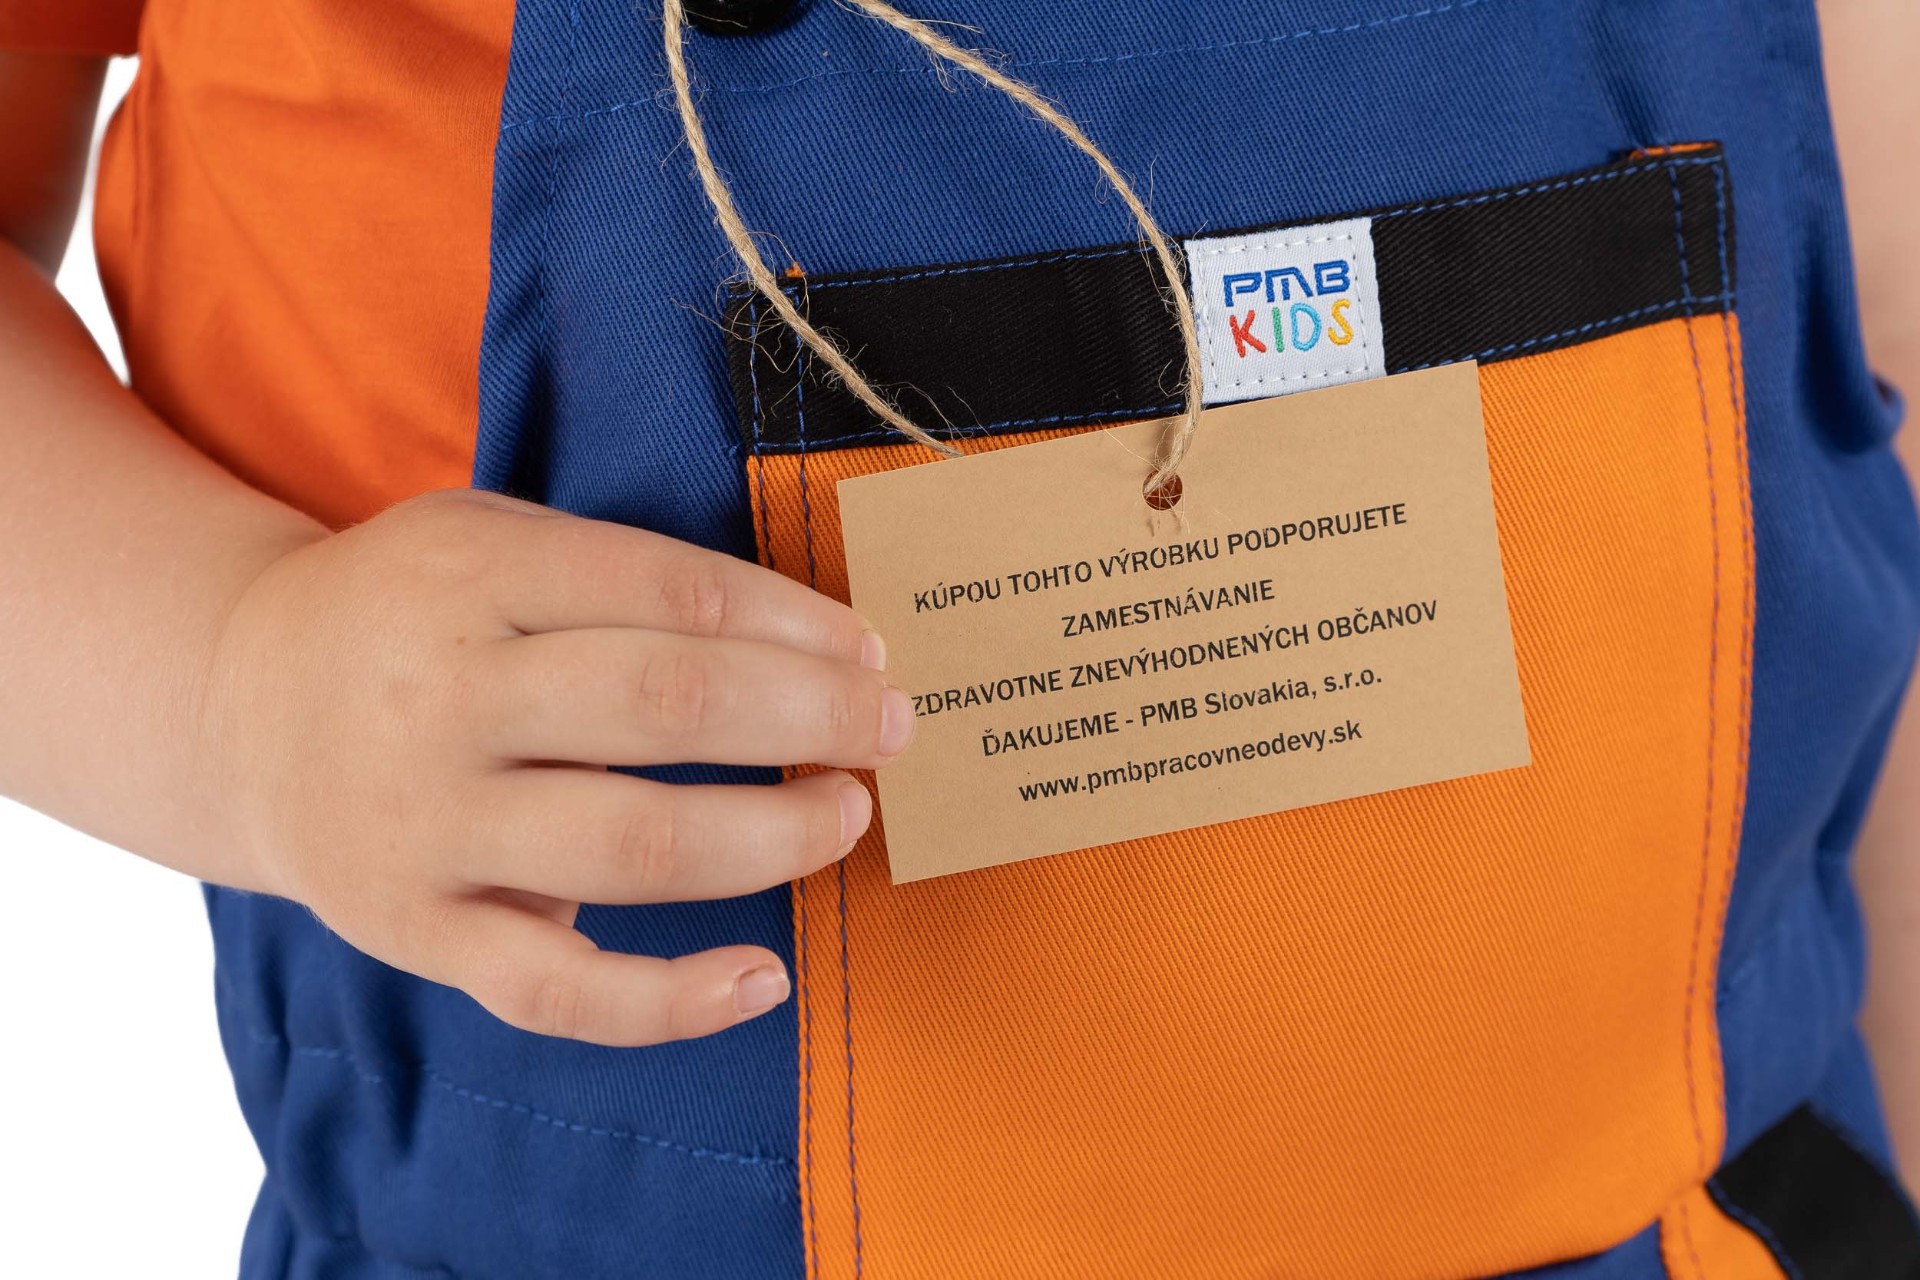 PMB
KIDS
KÚPOU TOHTO VÝROBKU PODPORUJETE
ZAMESTNÁVANIE
ZDRAVOTNE ZNEVÝHODNENÝCH OBČANOV
ĎAKUJEME - PMB Slovakia, s.r.o.
www.pmbpracovneodevy.sk